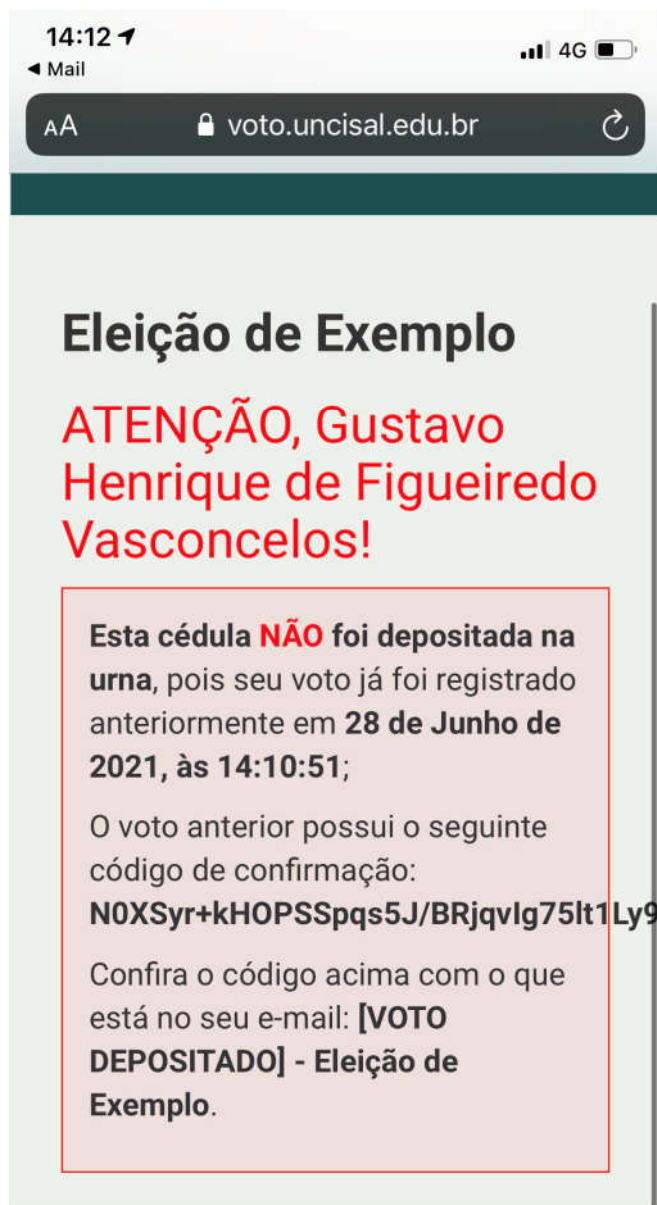 14:12
4G
Mail
AA voto.uncisal.edu.br
Eleição de Exemplo
ATENÇÃO, Gustavo
Henrique de Figueiredo
Vasconcelos!
Esta cédula NÃO foi depositada na
urna, pois seu voto já foi registrado
anteriormente em 28 de Junho de
2021, às 14:10:51;
O voto anterior possui o seguinte
código de confirmação:
N0XSyr+kHOPSSpqs5J/BRjqvIg75lt1Ly9
Confira o código acima com o que
está no seu e-mail: [VOTO
DEPOSITADO] - Eleição de
Exemplo.